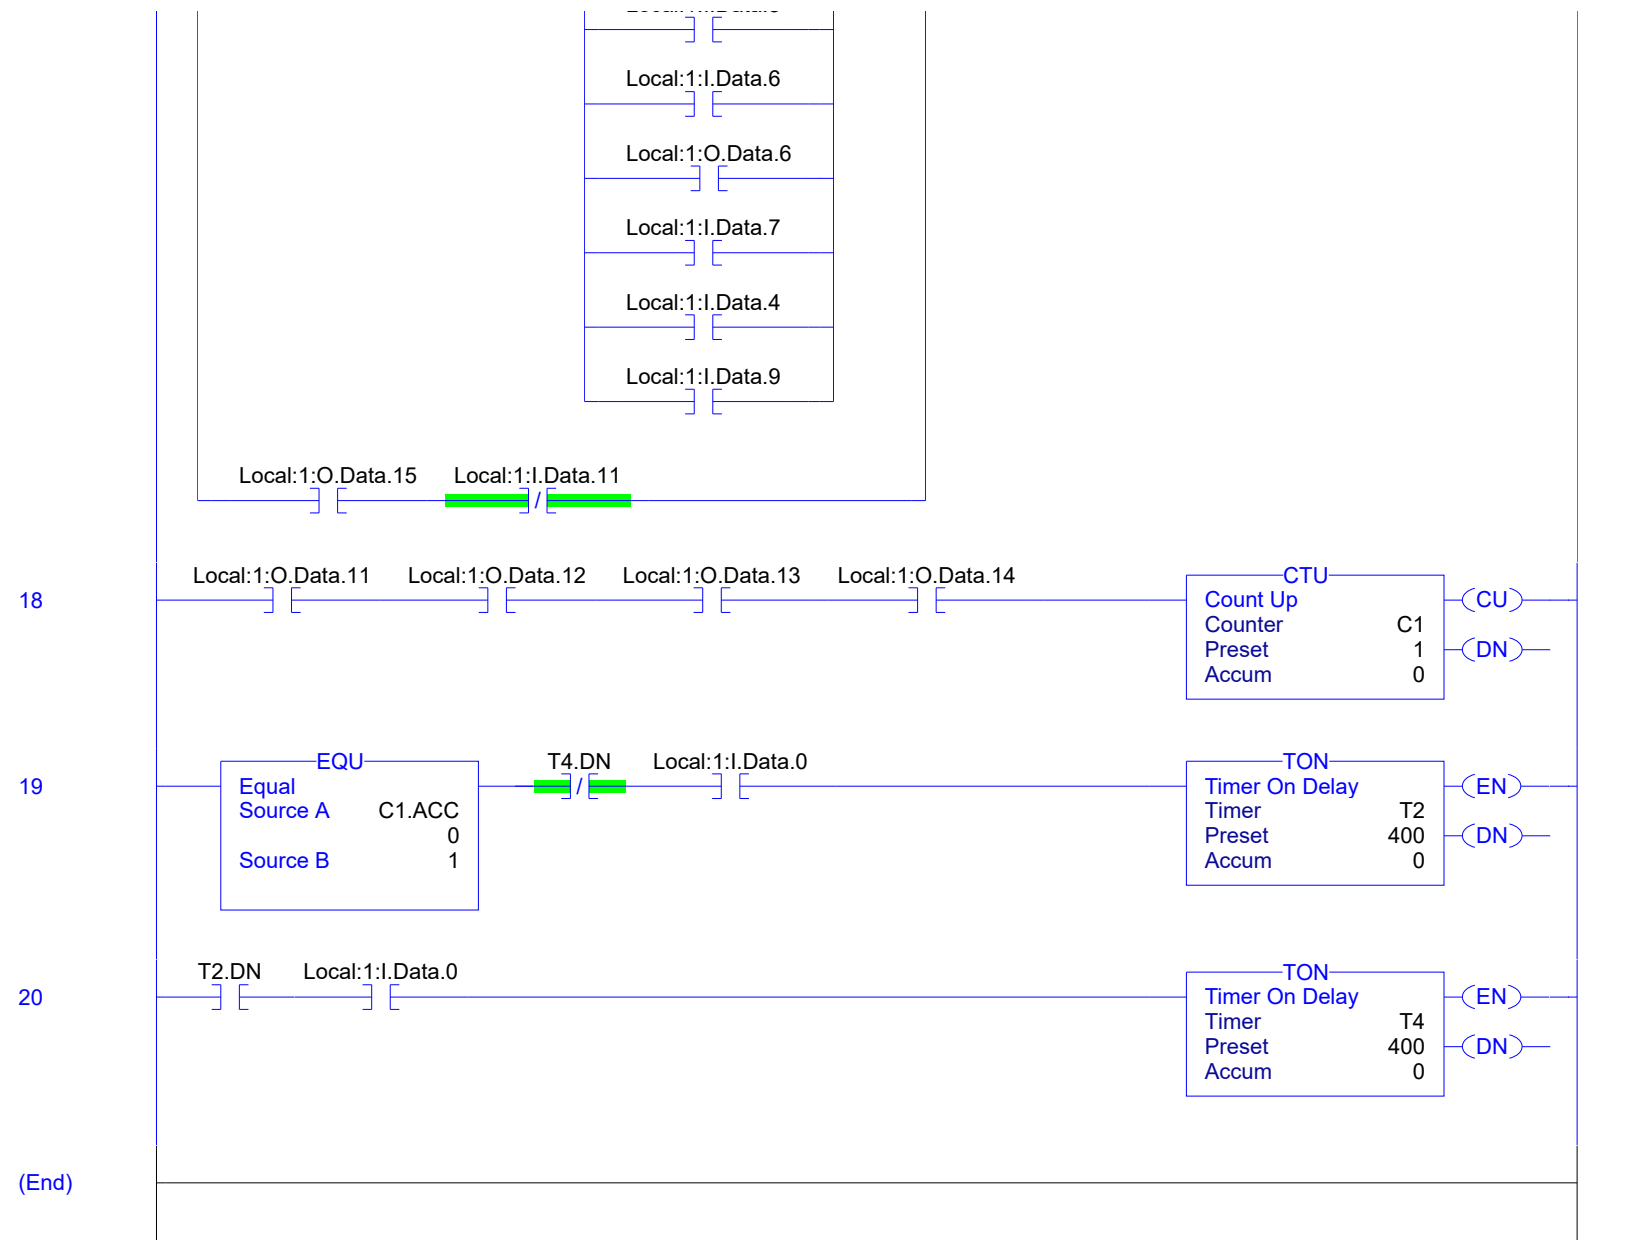 Local:1:I.Data.6
Local:1:O.Data.6
Local:1:I.Data.7
Local:1:I.Data.4
Local:1:I.Data.9
Local:1:O.Data.15 Local:1:I.Data.11
/
18
Local:1:O.Data.11 Local:1:O.Data.12 Local:1:O.Data.13 Local:1:O.Data.14
CTU
Count Up
CU
Counter C1
Preset 1
DN
Accum 0
19
EQU
Equal
Source A C1.ACC
0
Source B 1
T4.DN Local:1:I.Data.0
/
TON
Timer On Delay
EN
Timer T2
Preset 400
DN
Accum 0
20
T2.DN Local:1:I.Data.0
TON
Timer On Delay
EN
Timer T4
Preset 400
DN
Accum 0
(End)